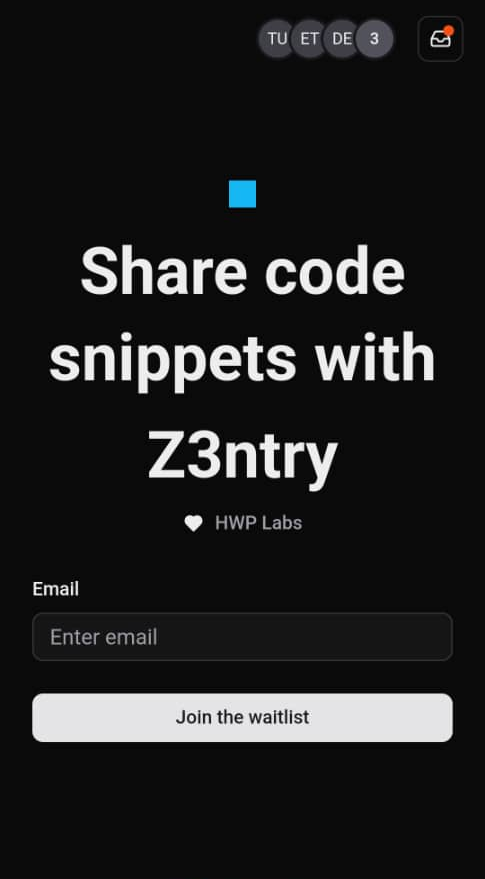 TU ET DE 3
Share code
snippets with
Z3ntry
HWP Labs
Email
Enter email
Join the waitlist